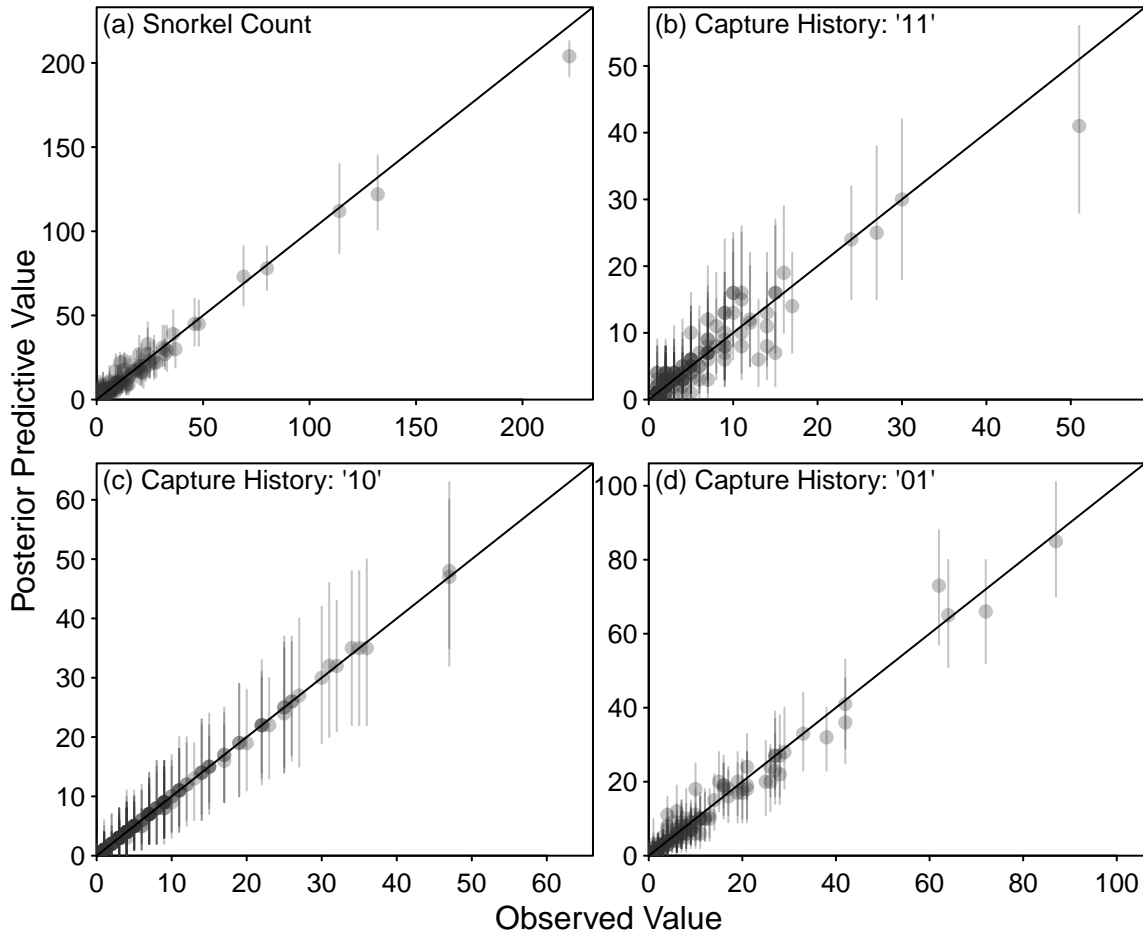 (a) Snorkel Count
(b) Capture History: '11'
200
150
100
50
0
0 50 100 150 200
50
40
30
20
10
0
0 10 20 30 40 50
(c) Capture History: '10'
(d) Capture History: '01'
60
50
40
30
20
10
0
0 10 20 30 40 50 60
100
80
60
40
20
0
0 20 40 60 80 100
Posterior Predictive Value
Observed Value